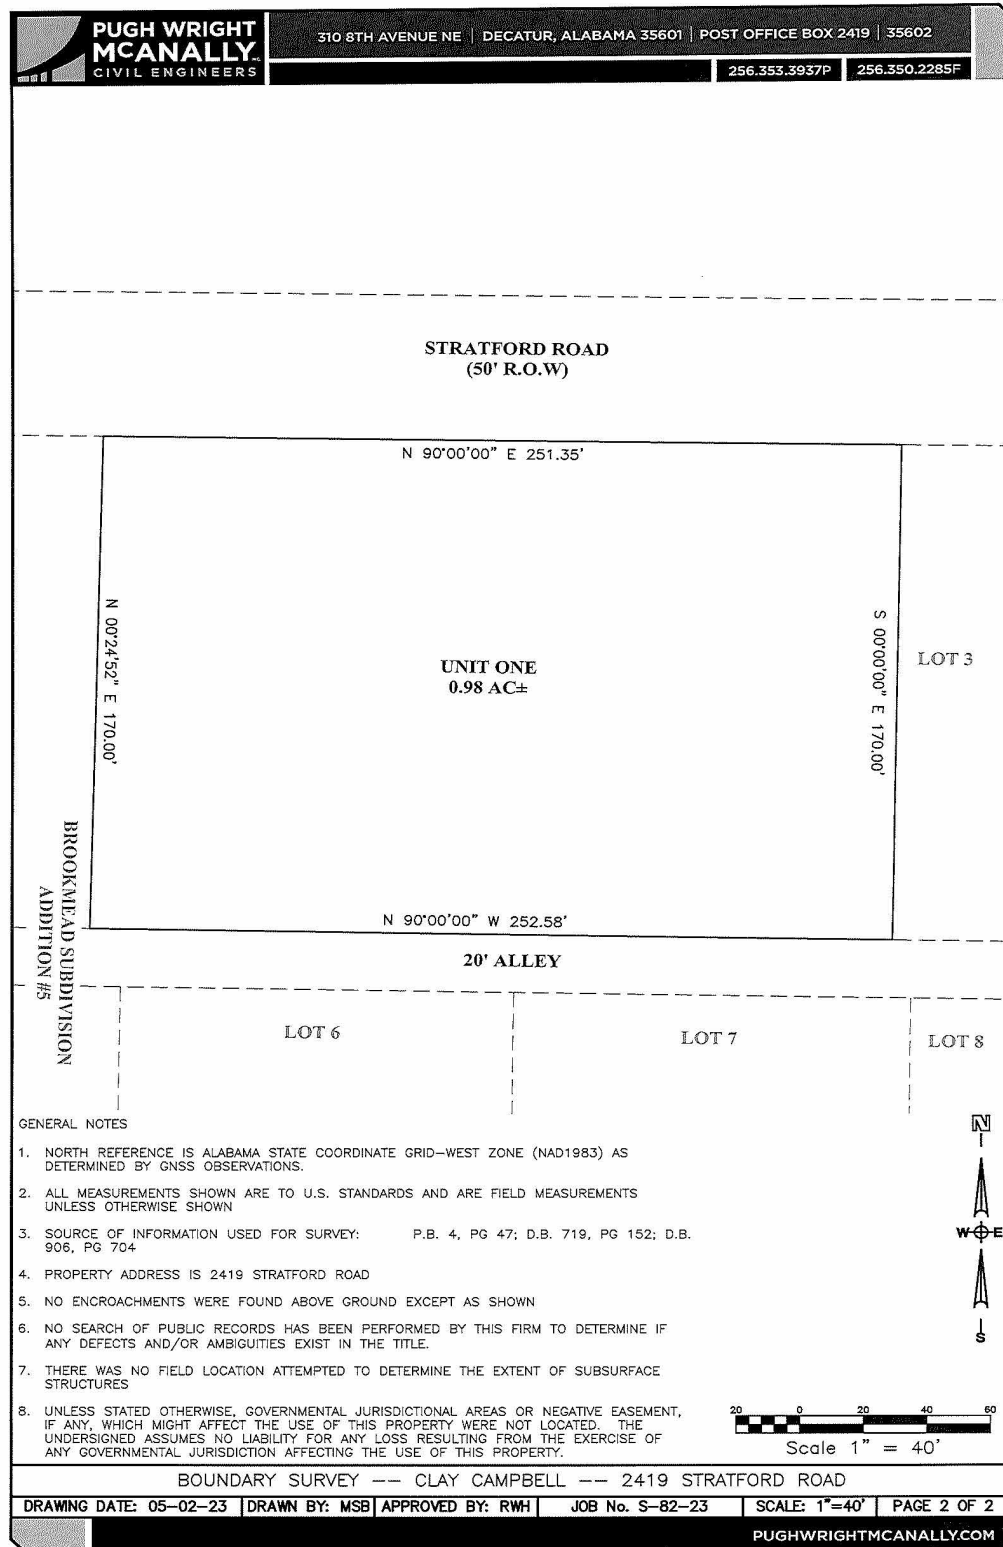 PUGH WRIGHT
MCANALLY
CIVIL ENGINEERS
310 8TH AVENUE NE | DECATUR, ALABAMA 35601 | POST OFFICE BOX 2419 | 35602
256.353.3937P 256.350.2285F
STRATFORD ROAD
(50' R.O.W)
N 90°00'00" E 251.35'
N 00°24'52" E 170.00'
UNIT ONE
0.98 AC±
S 00°00'00" E 170.00'
LOT 3
BROOKMEAD SUBDIVISION
ADDITION #5
N 90°00'00" W 252.58'
20' ALLEY
LOT 6
LOT 7
LOT 8
GENERAL NOTES
1. NORTH REFERENCE IS ALABAMA STATE COORDINATE GRID-WEST ZONE (NAD1983) AS
DETERMINED BY GNSS OBSERVATIONS.
2. ALL MEASUREMENTS SHOWN ARE TO U.S. STANDARDS AND ARE FIELD MEASUREMENTS
UNLESS OTHERWISE SHOWN
3. SOURCE OF INFORMATION USED FOR SURVEY: P.B. 4, PG 47; D.B. 719, PG 152; D.B.
906, PG 704
4. PROPERTY ADDRESS IS 2419 STRATFORD ROAD
5. NO ENCROACHMENTS WERE FOUND ABOVE GROUND EXCEPT AS SHOWN
6. NO SEARCH OF PUBLIC RECORDS HAS BEEN PERFORMED BY THIS FIRM TO DETERMINE IF
ANY DEFECTS AND/OR AMBIGUITIES EXIST IN THE TITLE.
7. THERE WAS NO FIELD LOCATION ATTEMPTED TO DETERMINE THE EXTENT OF SUBSURFACE
STRUCTURES
8. UNLESS STATED OTHERWISE, GOVERNMENTAL JURISDICTIONAL AREAS OR NEGATIVE EASEMENT,
IF ANY, WHICH MIGHT AFFECT THE USE OF THIS PROPERTY WERE NOT LOCATED. THE
UNDERSIGNED ASSUMES NO LIABILITY FOR ANY LOSS RESULTING FROM THE EXERCISE OF
ANY GOVERNMENTAL JURISDICTION AFFECTING THE USE OF THIS PROPERTY.
N
W E
S
20 0 20 40 60
Scale 1" = 40'
BOUNDARY SURVEY -- CLAY CAMPBELL -- 2419 STRATFORD ROAD
DRAWING DATE: 05-02-23 DRAWN BY: MSB APPROVED BY: RWH JOB No. S-82-23 SCALE: 1"=40' PAGE 2 OF 2
PUGHWRIGHTMCANALLY.COM